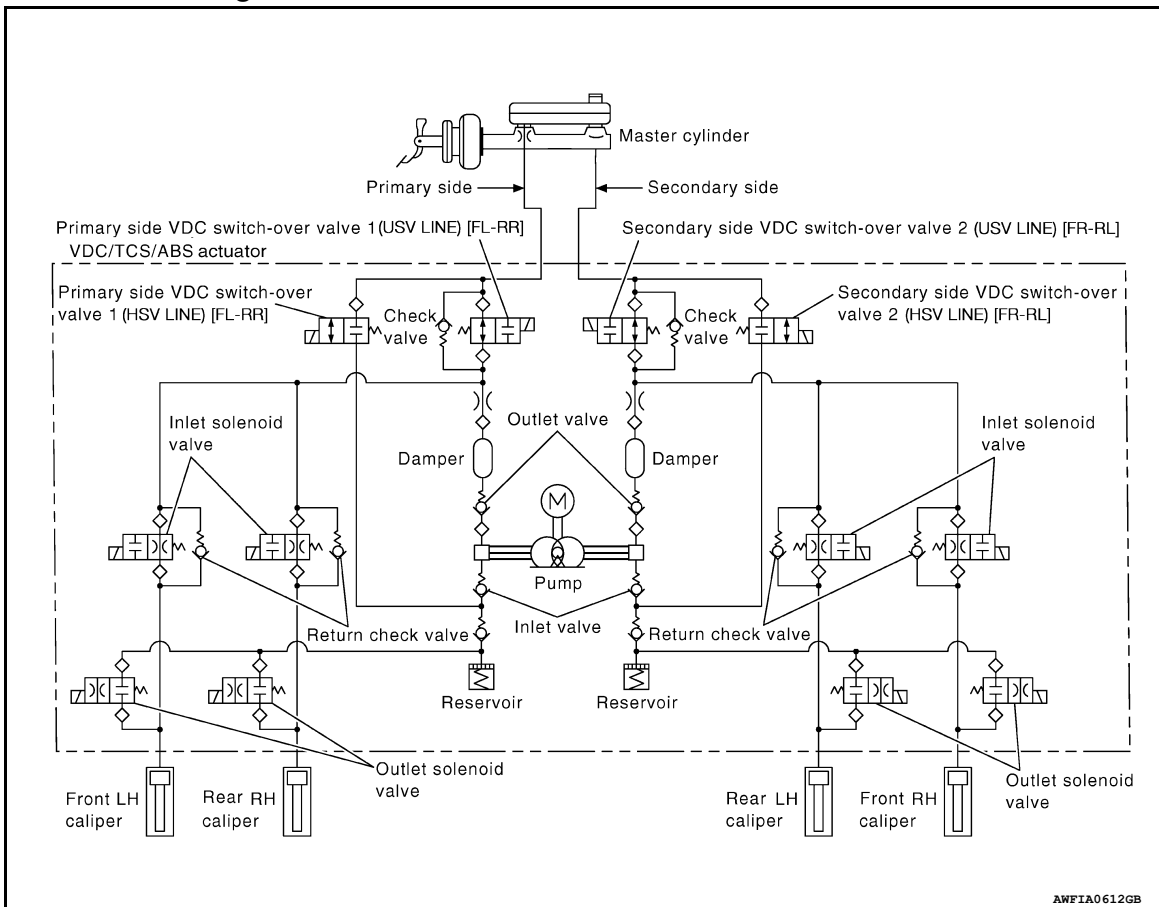 Master cylinder
Primary side
Secondary side
Primary side VDC switch-over valve 1(USV LINE) [FL-RR]
VDC/TCS/ABS actuator
Secondary side VDC switch-over valve 2 (USV LINE) [FR-RL]
Primary side VDC switch-over
valve 1 (HSV LINE) [FL-RR]
Check
valve
Check
valve
Secondary side VDC switch-over
valve 2 (HSV LINE) [FR-RL]
Inlet solenoid
valve
Outlet valve
Inlet solenoid
valve
Damper
Damper
M
Pump
Return check valve
Inlet valve
Return check valve
Reservoir
Reservoir
Outlet solenoid
valve
Outlet solenoid
valve
Front LH
caliper
Rear RH
caliper
Rear LH
caliper
Front RH
caliper
AWFIA0612GB